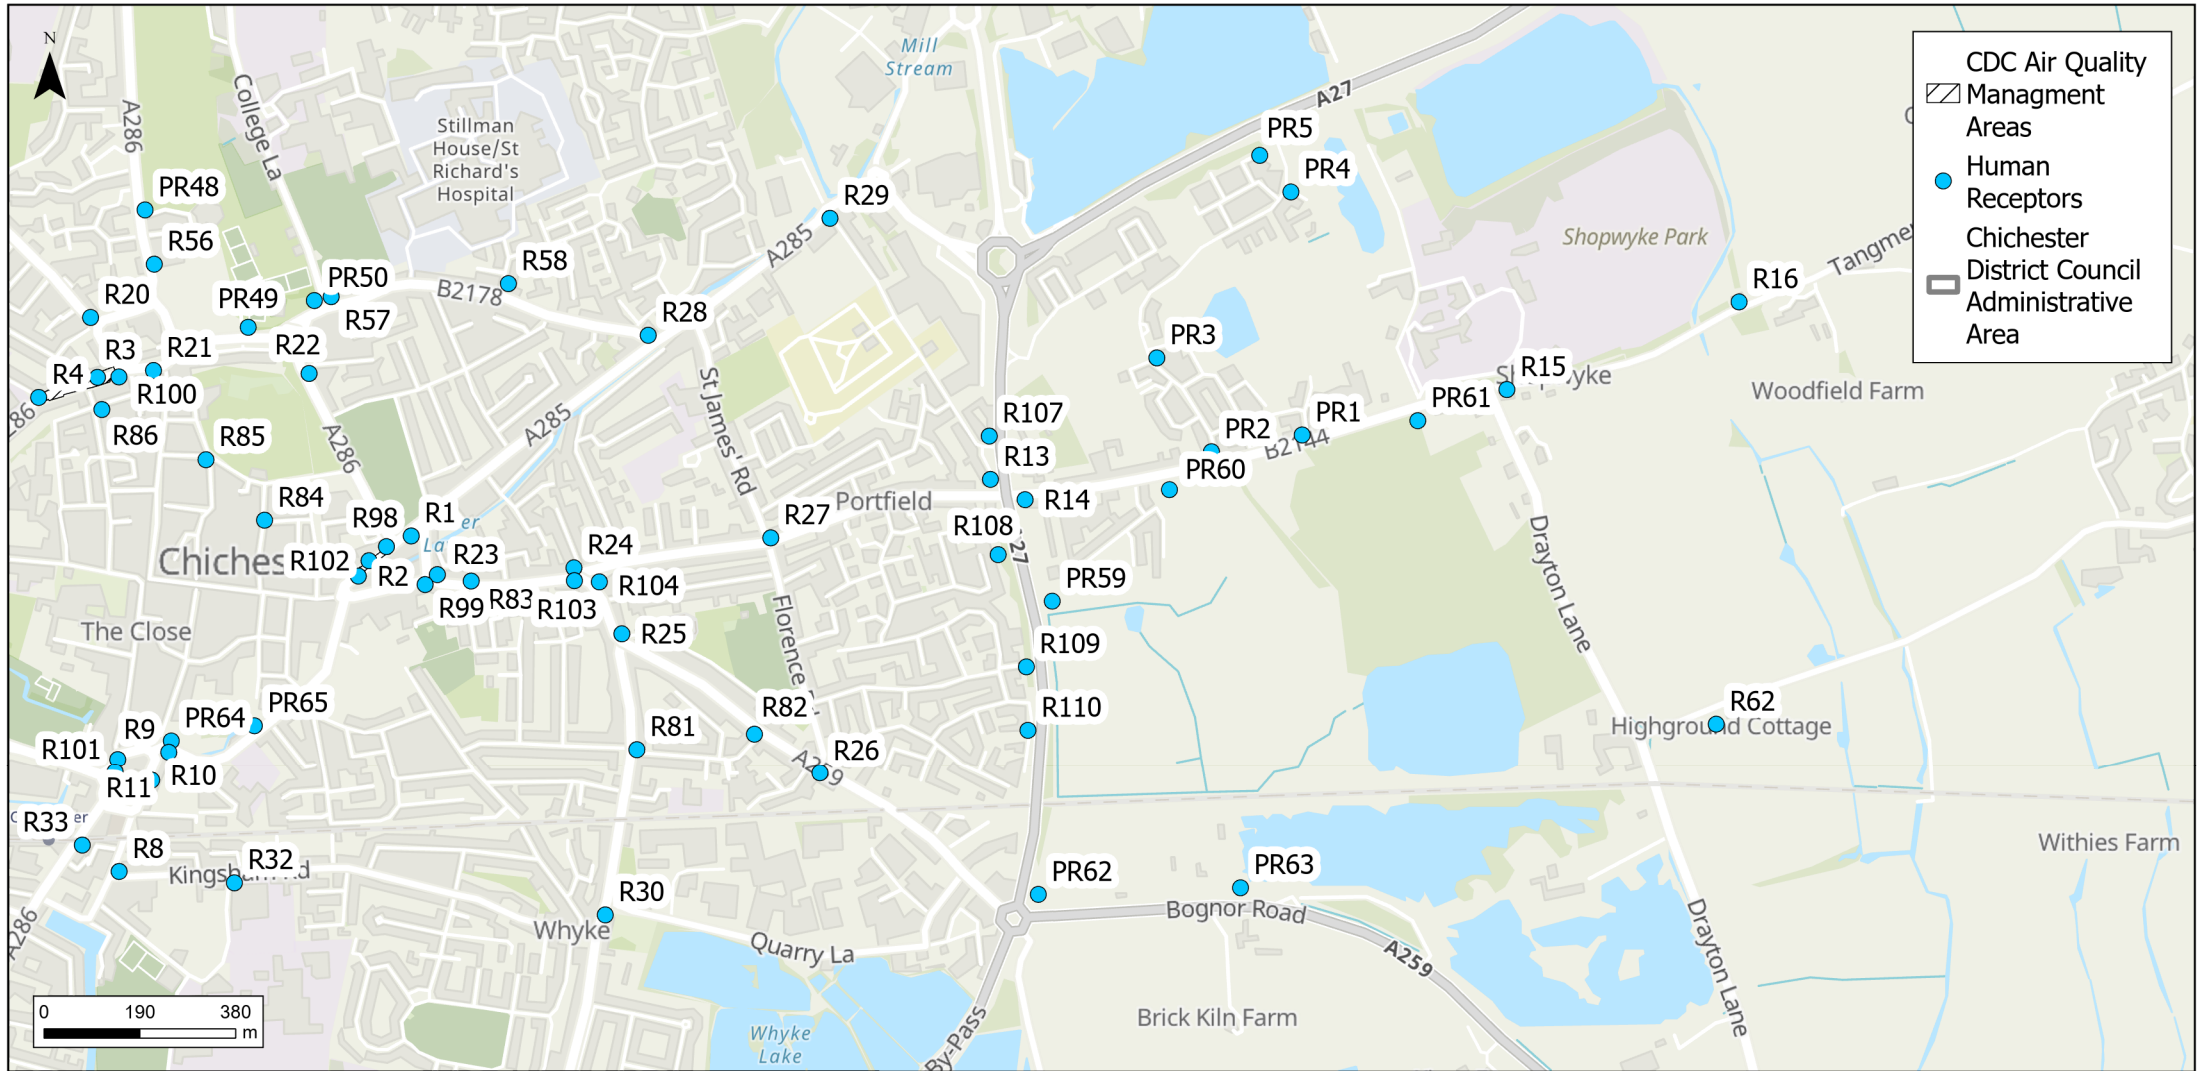 N
A286
College La
Stillman
House/St
Richard's
Hospital
Mill
Stream
A27
PR5
PR4
CDC Air Quality
Managment
Areas
Human
Receptors
Chichester
District Council
Administrative
Area
PR48
R56
R29
A285
Shopwyke Park
R58
PR50
B2178
R20
PR49
R57
R28
R16
R3
R21
R22
PR3
R4
R100
R15
Woodfield Farm
R86
R85
A286
A285
St James' Rd
R107
PR2
PR1
PR61
B2144
R13
PR60
R84
Portfield
R14
R98
R1
R27
R108
Drayton Lane
R102
R2
R23
R24
R99
R83
R103
R104
PR59
The Close
R25
Florence
R109
PR65
PR64
R9
R101
R82
R81
R110
R62
Highground Cottage
R11
R10
R26
R33
R8
R32
Withies Farm
PR62
PR63
R30
Whyke
Bognor Road
A286
Quarry La
A259
Drayton Lane
Brick Kiln Farm
Whyke
Lake
By-Pass
0 190 380
m